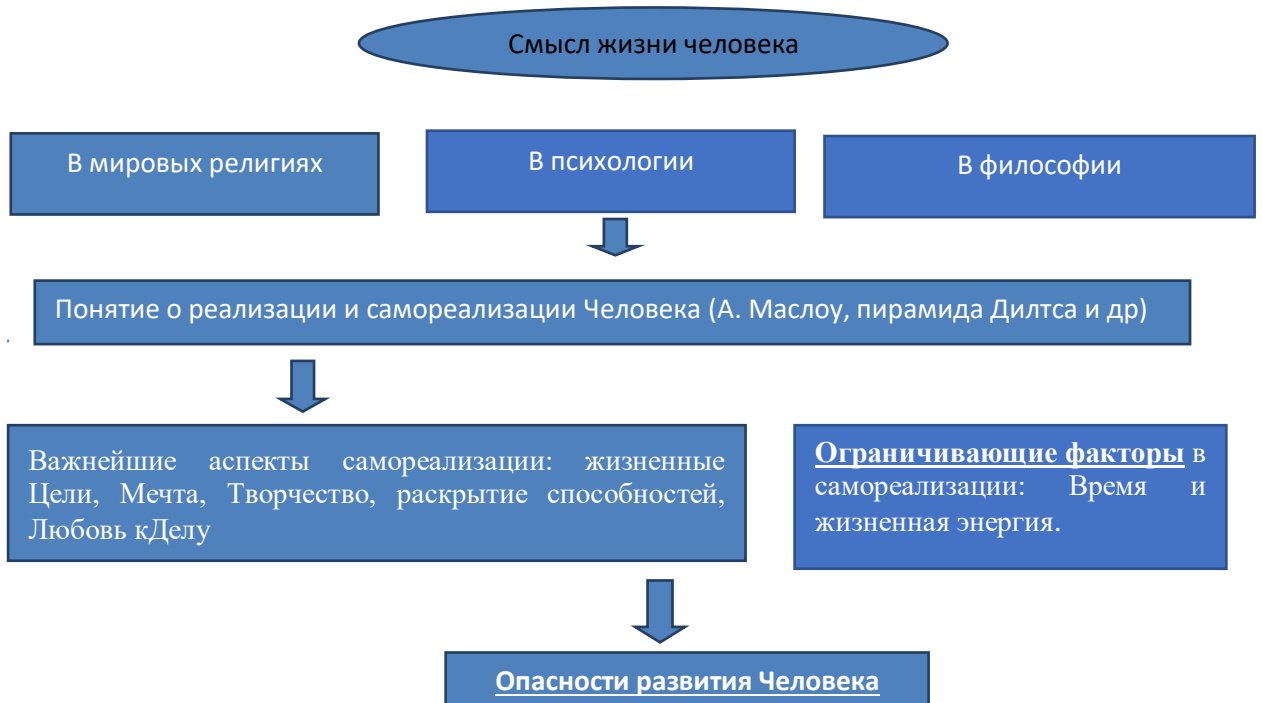 Смысл жизни человека
В мировых религиях
В психологии
В философии
Понятие о реализации и самореализации Человека (А. Маслоу, пирамида Дилтса и др)
Важнейшие аспекты самореализации: жизненные
Цели, Мечта, Творчество, раскрытие способностей,
Любовь кДелу
Ограничивающие факторы в
самореализации: Время и
жизненная энергия.
Опасности развития Человека